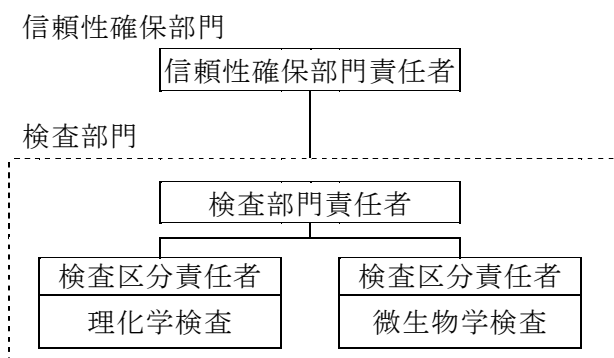 信頼性確保部門
信頼性確保部門責任者
検査部門
検査部門責任者
検査区分責任者
理化学検査
検査区分責任者
微生物学検査